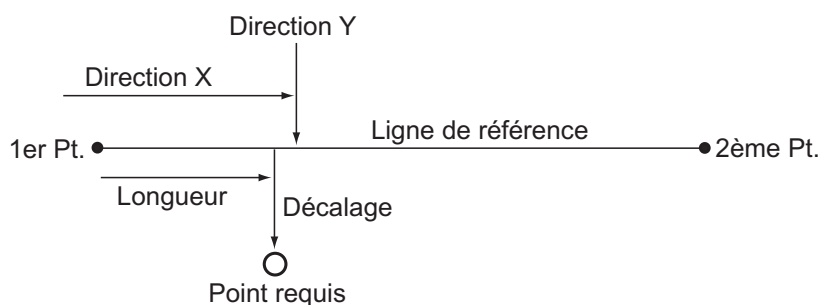 Direction Y
Direction X
Ligne de référence
1er Pt.
2ème Pt.
Longueur
Décalage
Point requis